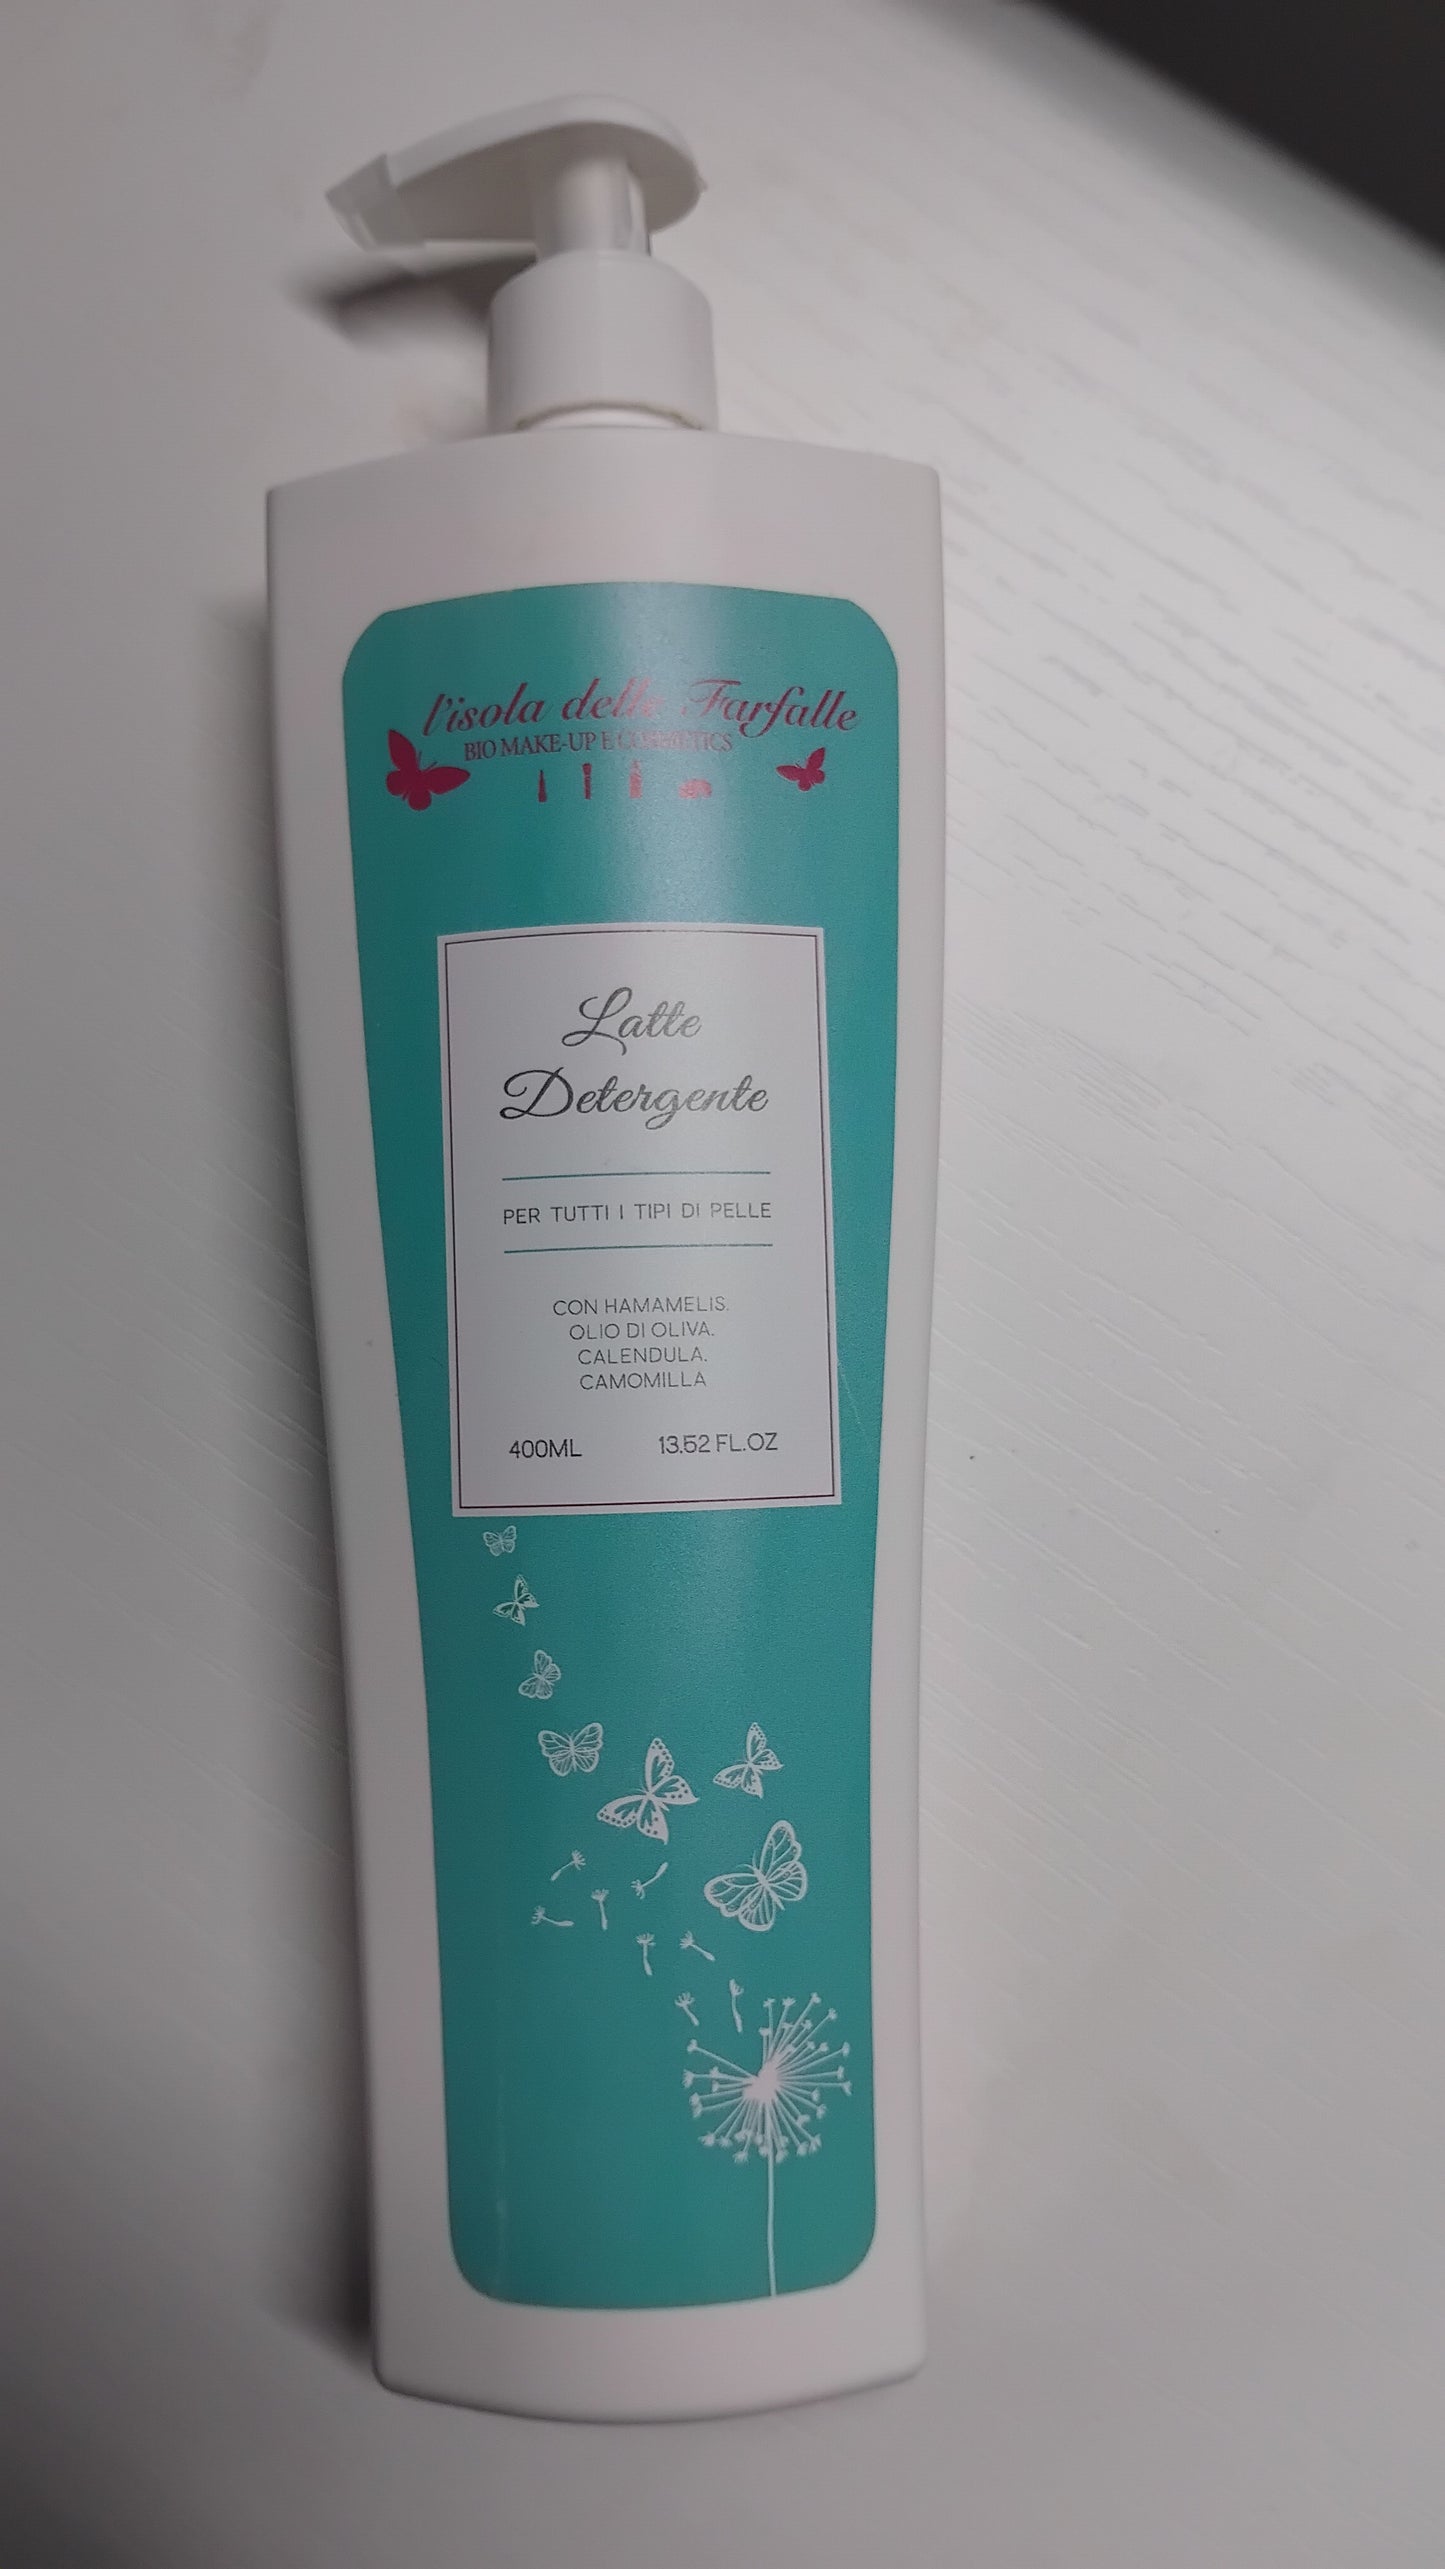 l'isola delle Farfalle
BIO MAKE-UP E COSMETICS
Latte
Detergente
PER TUTTI I TIPI DI PELLE
CON HAMAMELIS.
OLIO DI OLIVA.
CALENDULA.
CAMOMILLA
400ML 13.52 FL.OZ